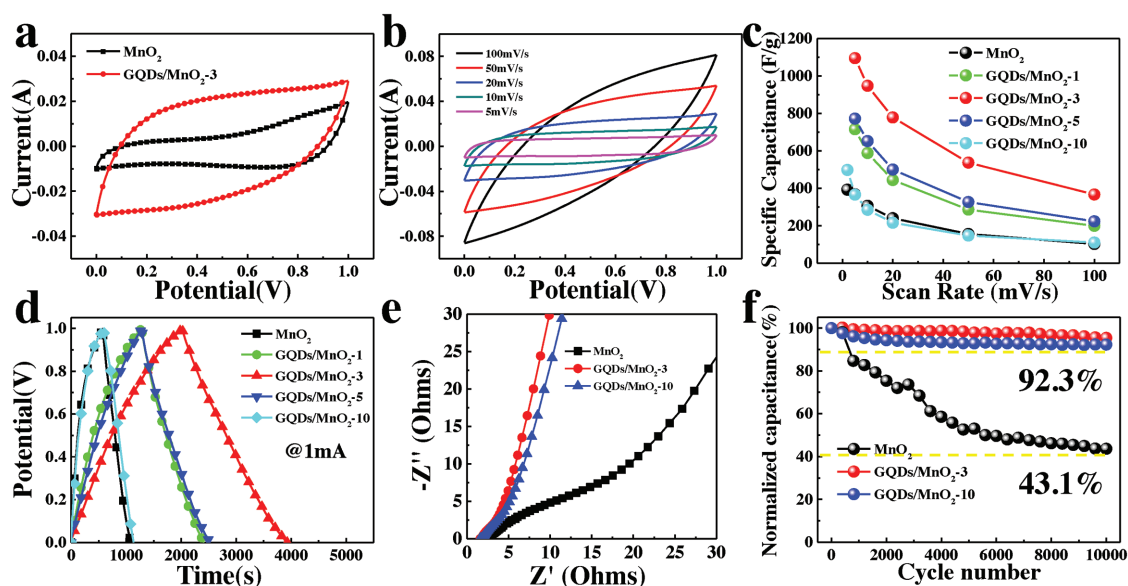 a
MnO2
GQDs/MnO2-3
0.04
0.02
0.00
-0.02
-0.04
Current(A)
0.0 0.2 0.4 0.6 0.8 1.0
Potential(V)
b
100mV/s
50mV/s
20mV/s
10mV/s
5mV/s
0.08
0.04
0.00
-0.04
-0.08
Current(A)
0.0 0.2 0.4 0.6 0.8 1.0
Potential(V)
c
MnO2
GQDs/MnO2-1
GQDs/MnO2-3
GQDs/MnO2-5
GQDs/MnO2-10
1200
1000
800
600
400
200
0
Specific Capacitance (F/g)
0 20 40 60 80 100
Scan Rate (mV/s)
d
MnO2
GQDs/MnO2-1
GQDs/MnO2-3
GQDs/MnO2-5
GQDs/MnO2-10
@1mA
1.0
0.8
0.6
0.4
0.2
0.0
Potential(V)
0 1000 2000 3000 4000 5000
Time(s)
e
MnO2
GQDs/MnO2-3
GQDs/MnO2-10
30
25
20
15
10
5
0
-Z'' (Ohms)
0 5 10 15 20 25 30
Z' (Ohms)
f
92.3%
MnO2
GQDs/MnO2-3
GQDs/MnO2-10
43.1%
100
80
60
40
20
0
Normalized capacitance(%)
0 2000 4000 6000 8000 10000
Cycle number